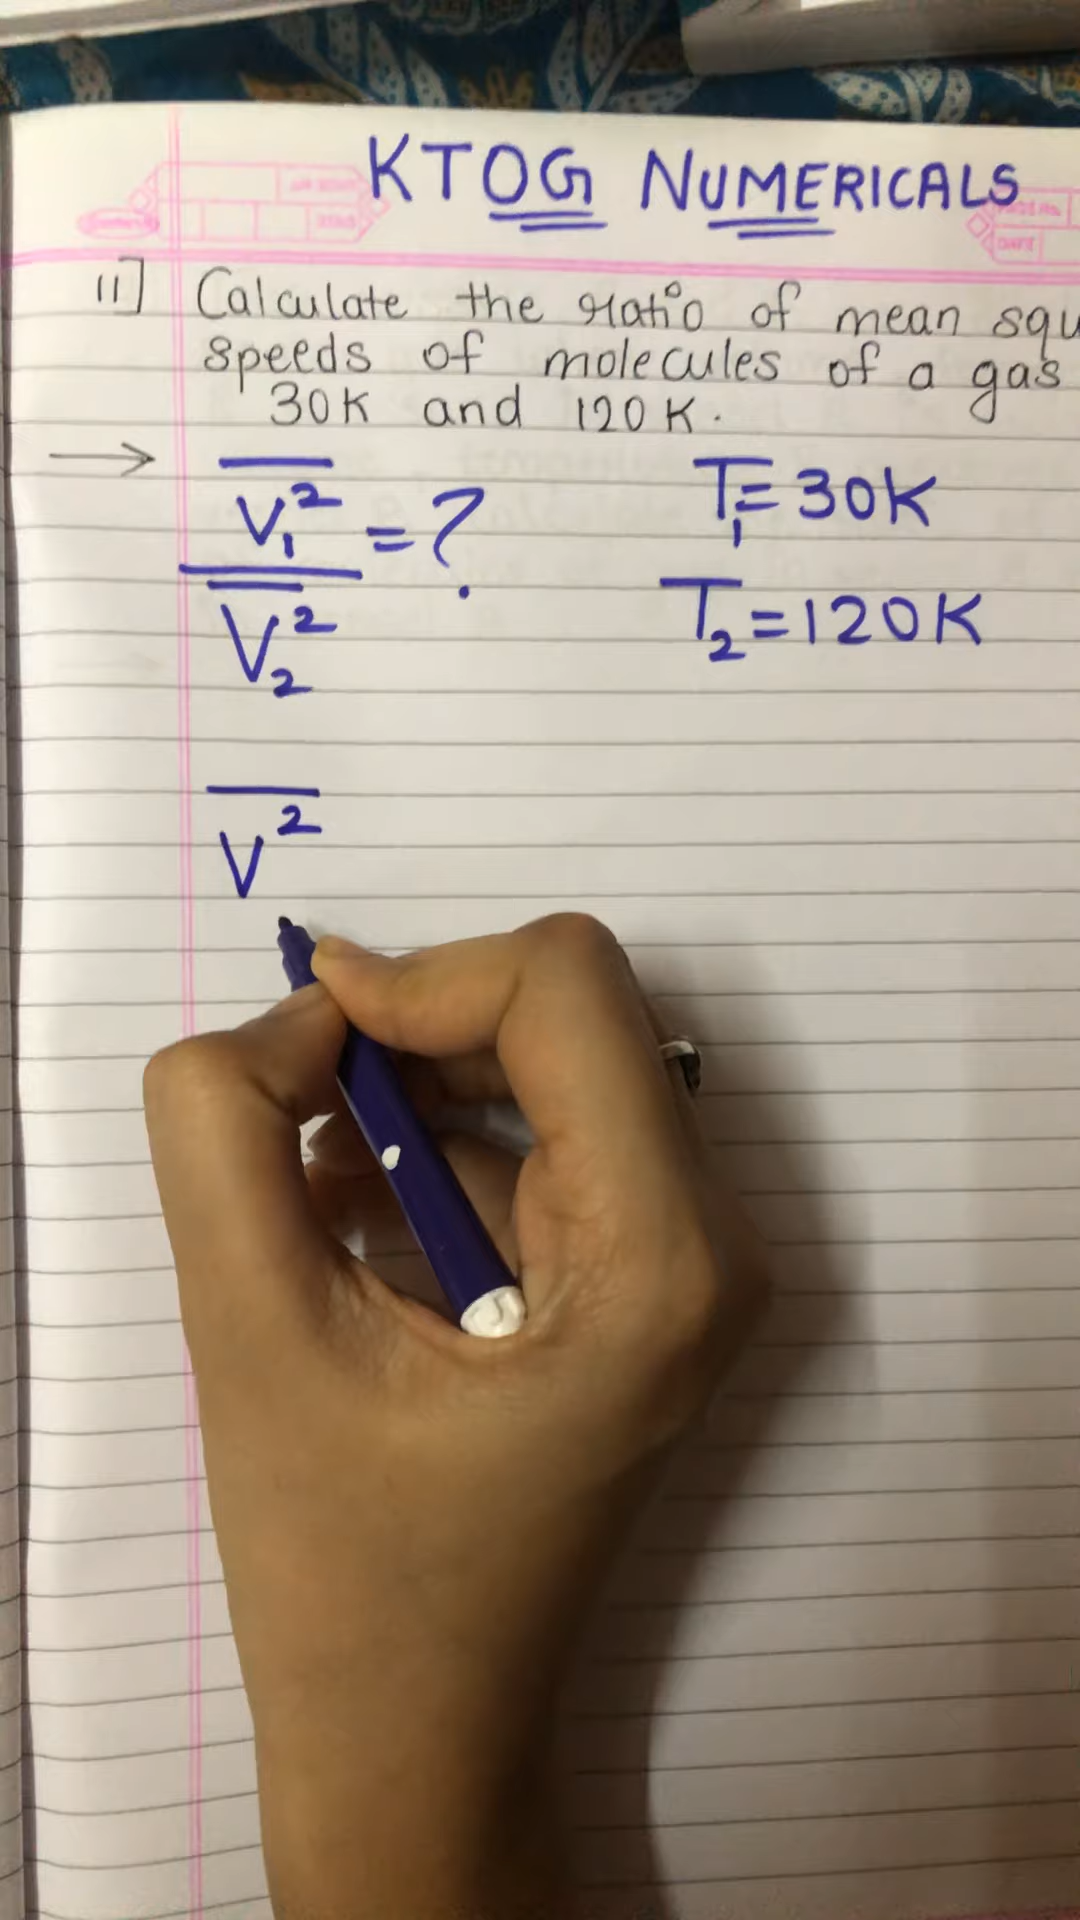 KTOG NUMERICALS
11] Calculate the ratio of mean squ
speeds of molecules of a gas
30K and 120K.
→ V₁² / V₂² = ?
T₁ = 30K
T₂ = 120K
V²